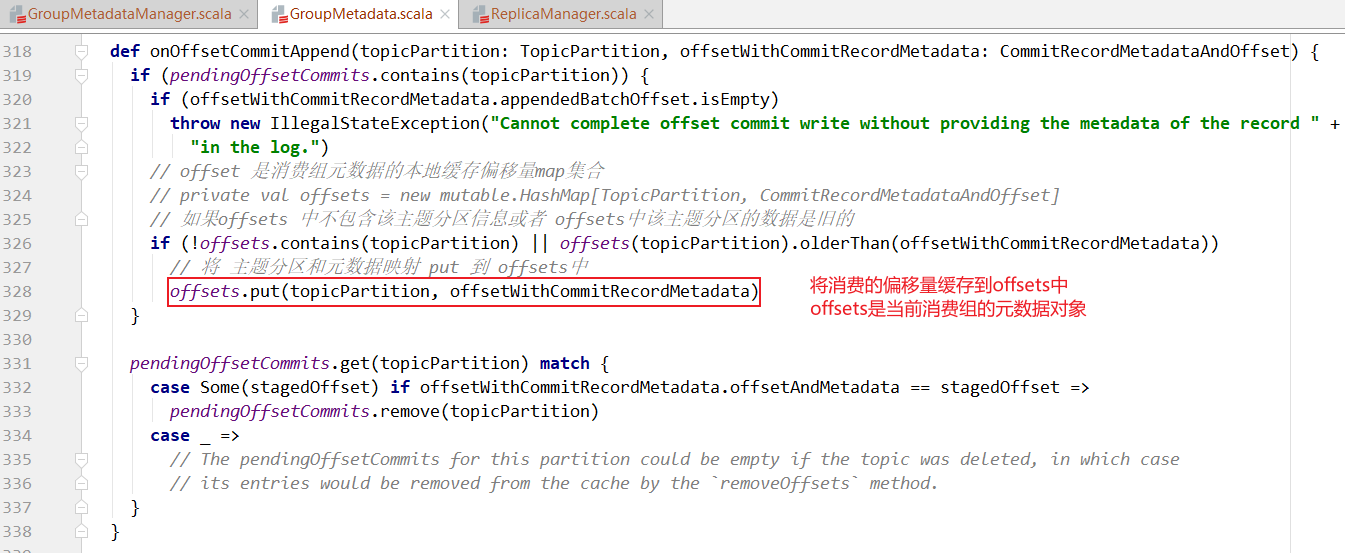 GroupMetadataManager.scala × GroupMetadata.scala × ReplicaManager.scala ×
318 def onOffsetCommitAppend(topicPartition: TopicPartition, offsetWithCommitRecordMetadata: CommitRecordMetadataAndOffset) {
319 if (pendingOffsetCommits.contains(topicPartition)) {
320 if (offsetWithCommitRecordMetadata.appendedBatchOffset.isEmpty)
321 throw new IllegalStateException("Cannot complete offset commit write without providing the metadata of the record " +
322 "in the log.")
323 // offset 是消费组元数据的本地缓存偏移量map集合
324 // private val offsets = new mutable.HashMap[TopicPartition, CommitRecordMetadataAndOffset]
325 // 如果offsets 中不包含该主题分区信息或者 offsets中该主题分区的数据是旧的
326 if (!offsets.contains(topicPartition) || offsets(topicPartition).olderThan(offsetWithCommitRecordMetadata))
327 // 将 主题分区和元数据映射 put 到 offsets中
328 offsets.put(topicPartition, offsetWithCommitRecordMetadata)
将消费的偏移量缓存到offsets中
offsets是当前消费组的元数据对象
329 }
330
331 pendingOffsetCommits.get(topicPartition) match {
332 case Some(stagedOffset) if offsetWithCommitRecordMetadata.offsetAndMetadata == stagedOffset =>
333 pendingOffsetCommits.remove(topicPartition)
334 case _ =>
335 // The pendingOffsetCommits for this partition could be empty if the topic was deleted, in which case
336 // its entries would be removed from the cache by the `removeOffsets` method.
337 }
338 }